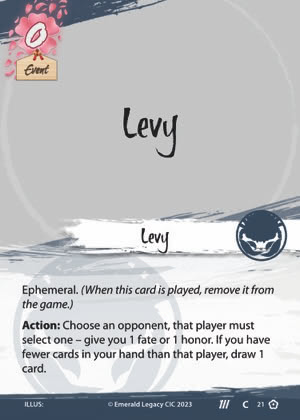 0
Event
Levy
Levy
Ephemeral. (When this card is played, remove it from
the game.)
Action: Choose an opponent, that player must
select one – give you 1 fate or 1 honor. If you have
fewer cards in your hand than that player, draw 1
card.
ILLUS: © Emerald Legacy CIC 2023 C 21